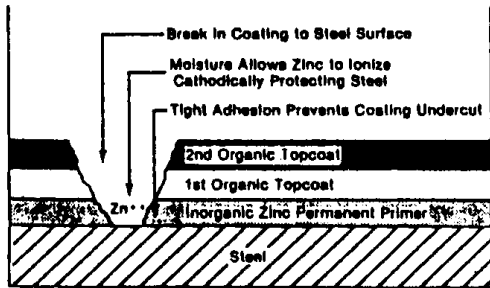 Break in Coating to Steel Surface
Moisture Allows Zinc to Ionize
Cathodically Protecting Steel
Tight Adhesion Prevents Coating Undercut
2nd Organic Topcoat
1st Organic Topcoat
Zn++
Inorganic Zinc Permanent Primer
Steel